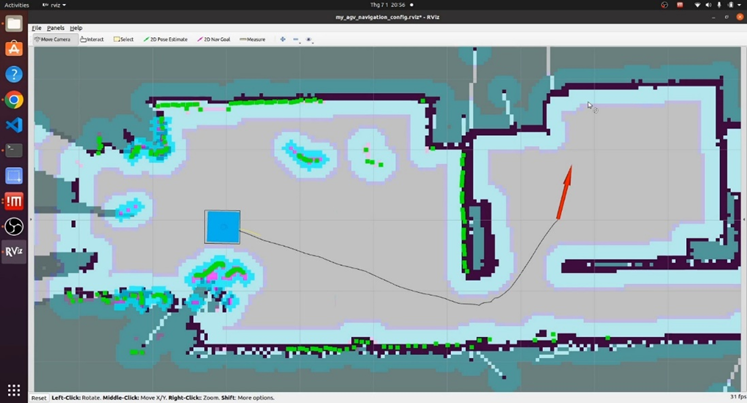 Activities
rviz
Thg 7 1 20:56
my_agv_navigation_config.rviz* - RViz
File Panels Help
Move Camera Interact Select 2D Pose Estimate 2D Nav Goal Measure
RViz
Reset Left-Click: Rotate. Middle-Click: Move X/Y. Right-Click: Zoom. Shift: More options.
31 fps